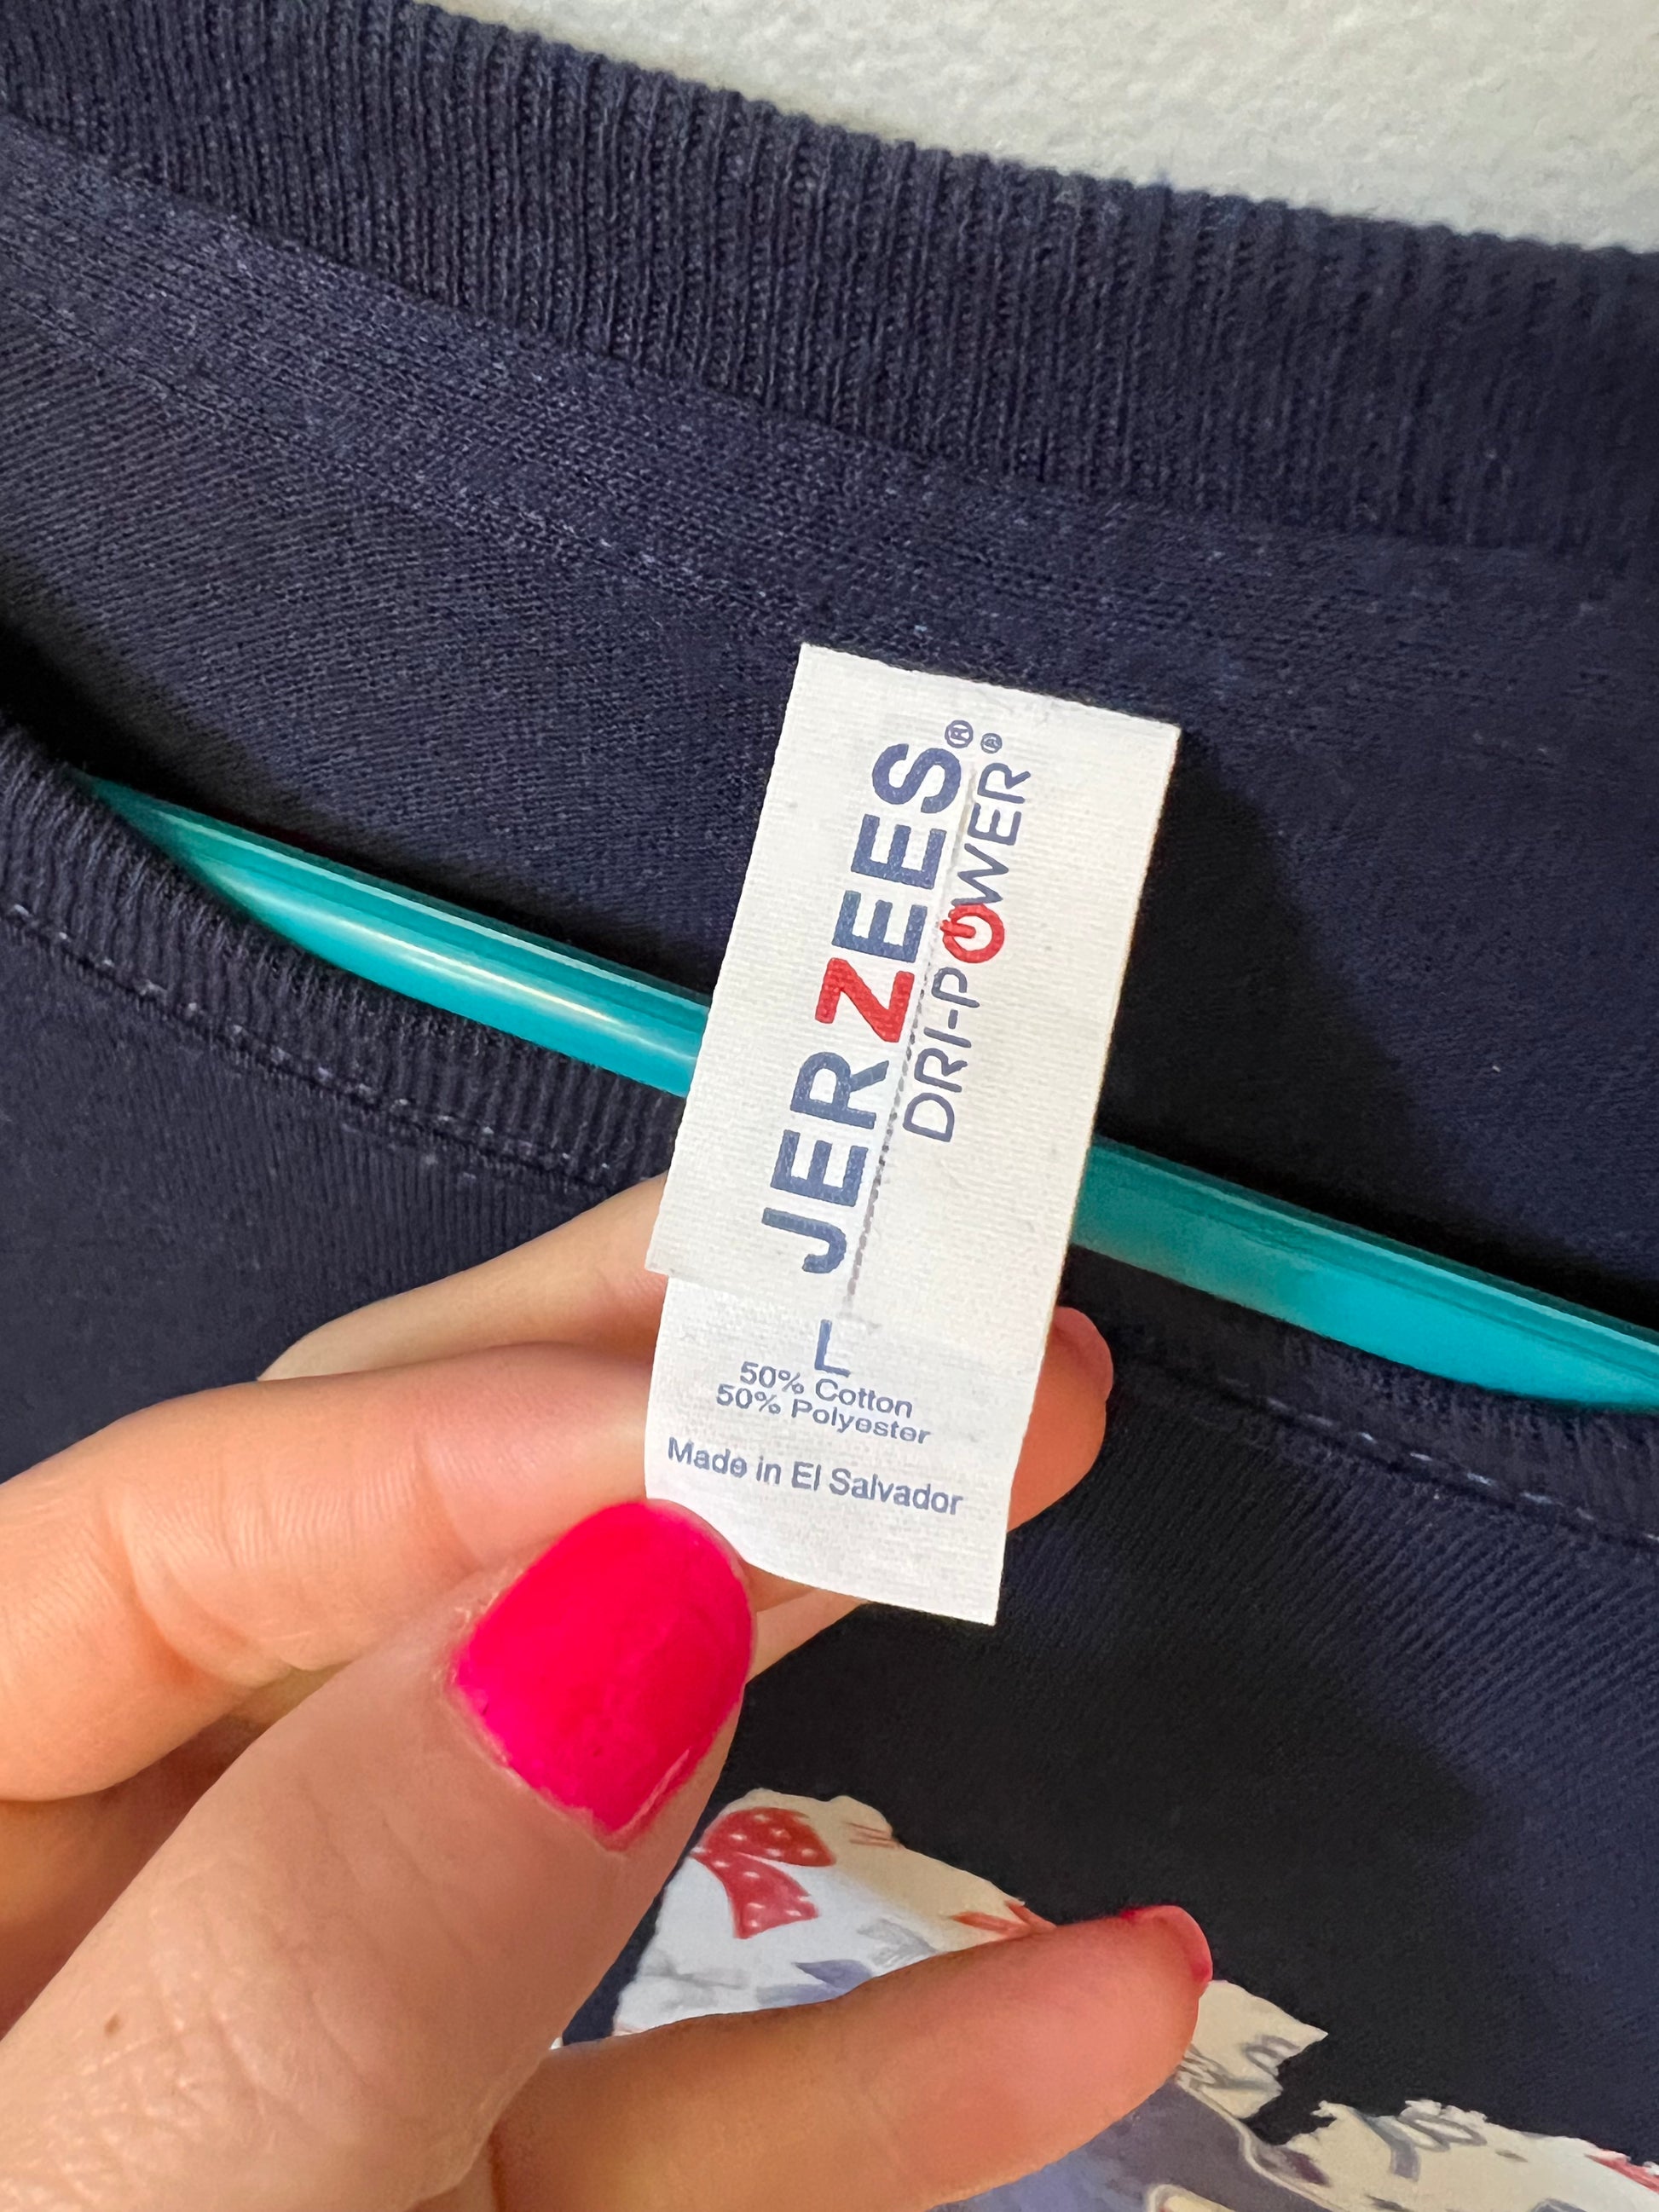 JERZEES®
DRI-POWER®
L
50% Cotton
50% Polyester
Made in El Salvador